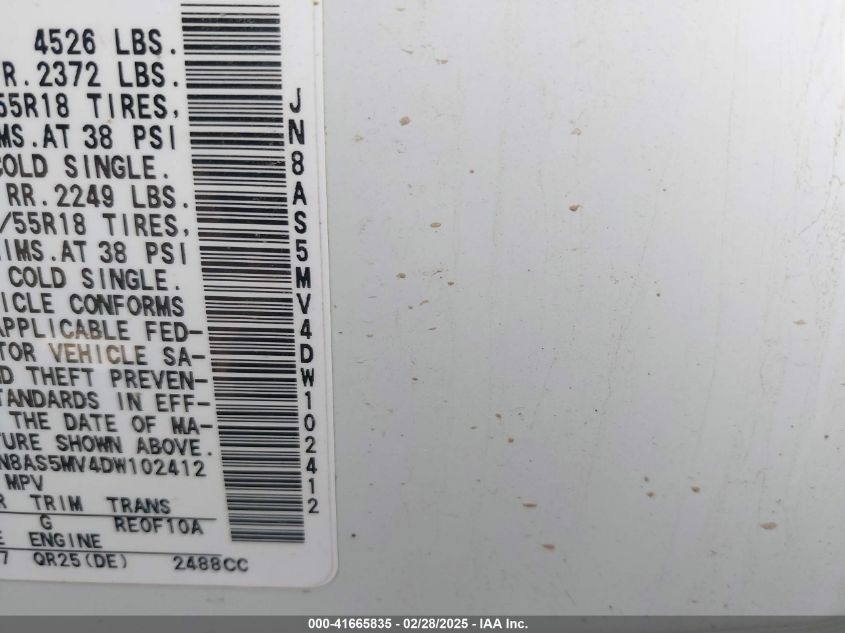 4526 LBS.
R.2372 LBS.
55R18 TIRES,
MS.AT 38 PSI
COLD SINGLE.
RR.2249 LBS.
/55R18 TIRES,
IMS.AT 38 PSI
COLD SINGLE.
ICLE CONFORMS
APPLICABLE FED-
TOR VEHICLE SA-
D THEFT PREVEN-
TANDARDS IN EFF-
THE DATE OF MA-
TURE SHOWN ABOVE.
N8AS5MV4DW102412
MPV
R TRIM TRANS
G RE0F10A
E ENGINE
7 QR25(DE) 2488CC
JN8AS5MV4DW102412
000-41665835 - 02/28/2025 - IAA Inc.